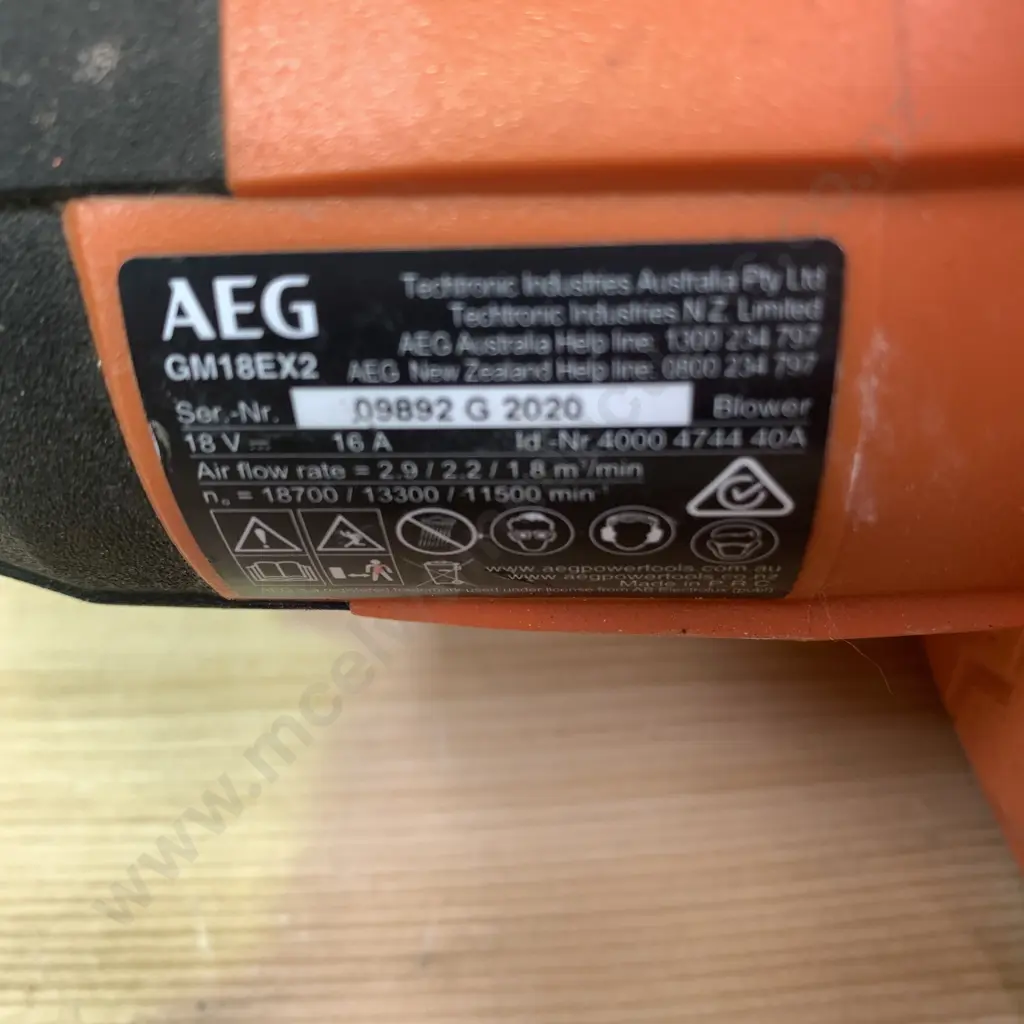 AEG
GM18EX2
Techtronic Industries Australia Pty Ltd
Techtronic Industries N.Z. Limited
AEG Australia Help line: 1300 234 797
AEG New Zealand Help line: 0800 234 797
Ser.-Nr. 09892 G 2020 Blower
18 V 16 A Id -Nr. 4000 4744 40A
Air flow rate = 2.9 / 2.2 / 1.8 m³/min
n₀ = 18700 / 13300 / 11500 min⁻¹
www.aegpowertools.com.au
www.aegpowertools.co.nz
Made in P.R.C.